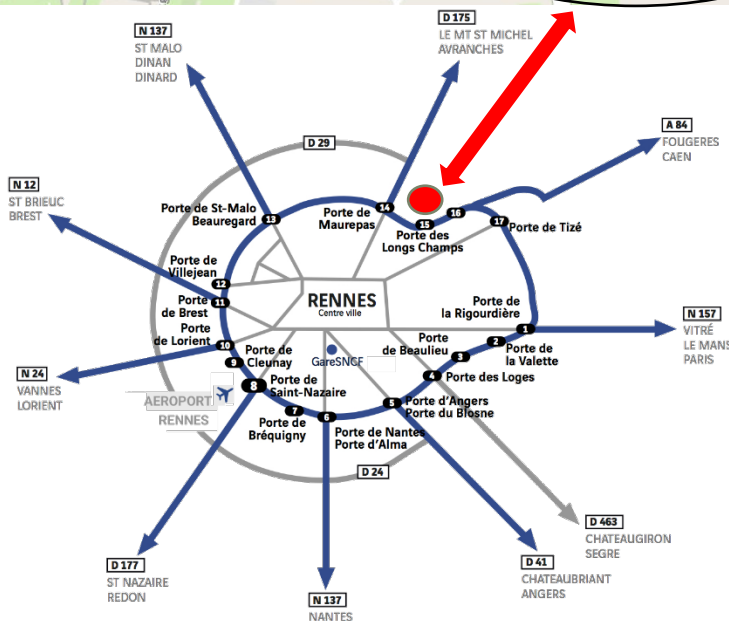 D 175
LE MT ST MICHEL
AVRANCHES
N 137
ST MALO
DINAN
DINARD
A 84
FOUGERES
CAEN
D 29
N 12
ST BRIEUC
BREST
Porte de St-Malo
Beauregard
13
14
Porte de
Maurepas
15
Porte des
Longs Champs
16
17
Porte de Tizé
Porte de
Villejean
12
11
Porte
de Brest
RENNES
Centre ville
Porte de
la Rigourdière
1
N 157
VITRÉ
LE MANS
PARIS
Porte
de Lorient
10
GareSNCF
Porte
de Beaulieu
2
Porte de
la Valette
3
9
Porte de
Cleunay
4
Porte des Loges
N 24
VANNES
LORIENT
AEROPORT
RENNES
8
Porte de
Saint-Nazaire
5
Porte d'Angers
Porte du Blosne
7
Porte de
Bréquigny
6
Porte de Nantes
Porte d'Alma
D 24
D 463
CHATEAUGIRON
SEGRE
D 177
ST NAZAIRE
REDON
D 41
CHATEAUBRIANT
ANGERS
N 137
NANTES